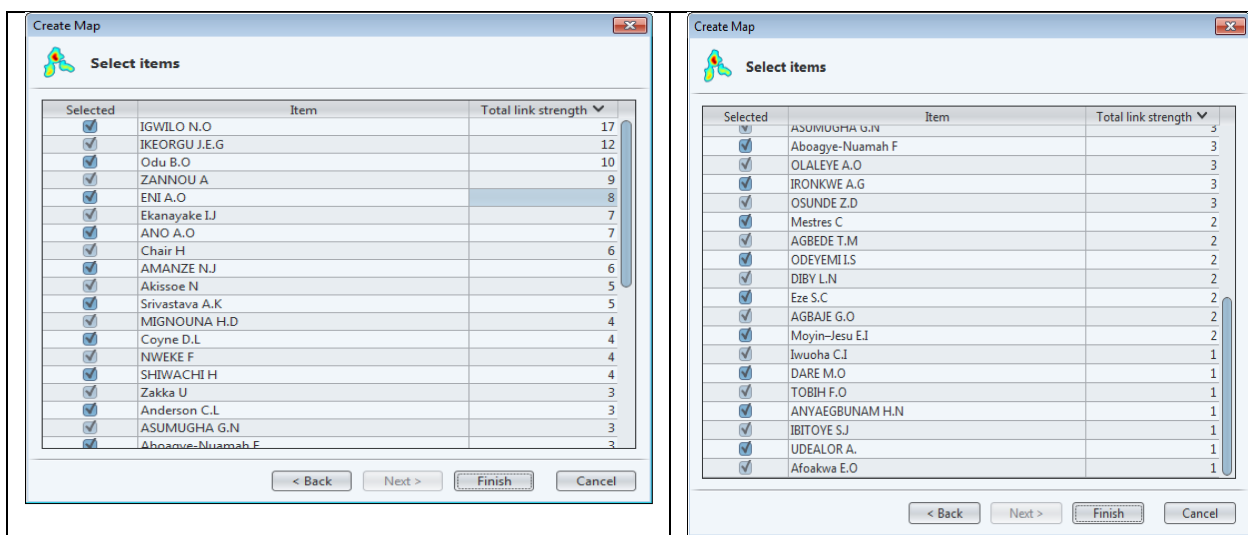 Create Map
Select items
Selected Item Total link strength
IGWILO N.O 17
IKEORGU J.E.G 12
Odu B.O 10
ZANNOU A 9
ENI A.O 8
Ekanayake I.J 7
ANO A.O 7
Chair H 6
AMANZE N.J 6
Akissoe N 5
Srivastava A.K 5
MIGNOUNA H.D 4
Coyne D.L 4
NWEKE F 4
SHIWACHI H 4
Zakka U 3
Anderson C.L 3
ASUMUGHA G.N 3
Aboagye-Nuamah F 3
< Back Next > Finish Cancel
Create Map
Select items
Selected Item Total link strength
ASUMUGHA G.N 3
Aboagye-Nuamah F 3
OLALEYE A.O 3
IRONKWE A.G 3
OSUNDE Z.D 3
Mestres C 2
AGBEDE T.M 2
ODEYEMI I.S 2
DIBY L.N 2
Eze S.C 2
AGBAJE G.O 2
Moyin–Jesu E.I 2
Iwuoha C.I 1
DARE M.O 1
TOBIH F.O 1
ANYAEGBUNAM H.N 1
IBITOYE S.J 1
UDEALOR A. 1
Afoakwa E.O 1
< Back Next > Finish Cancel